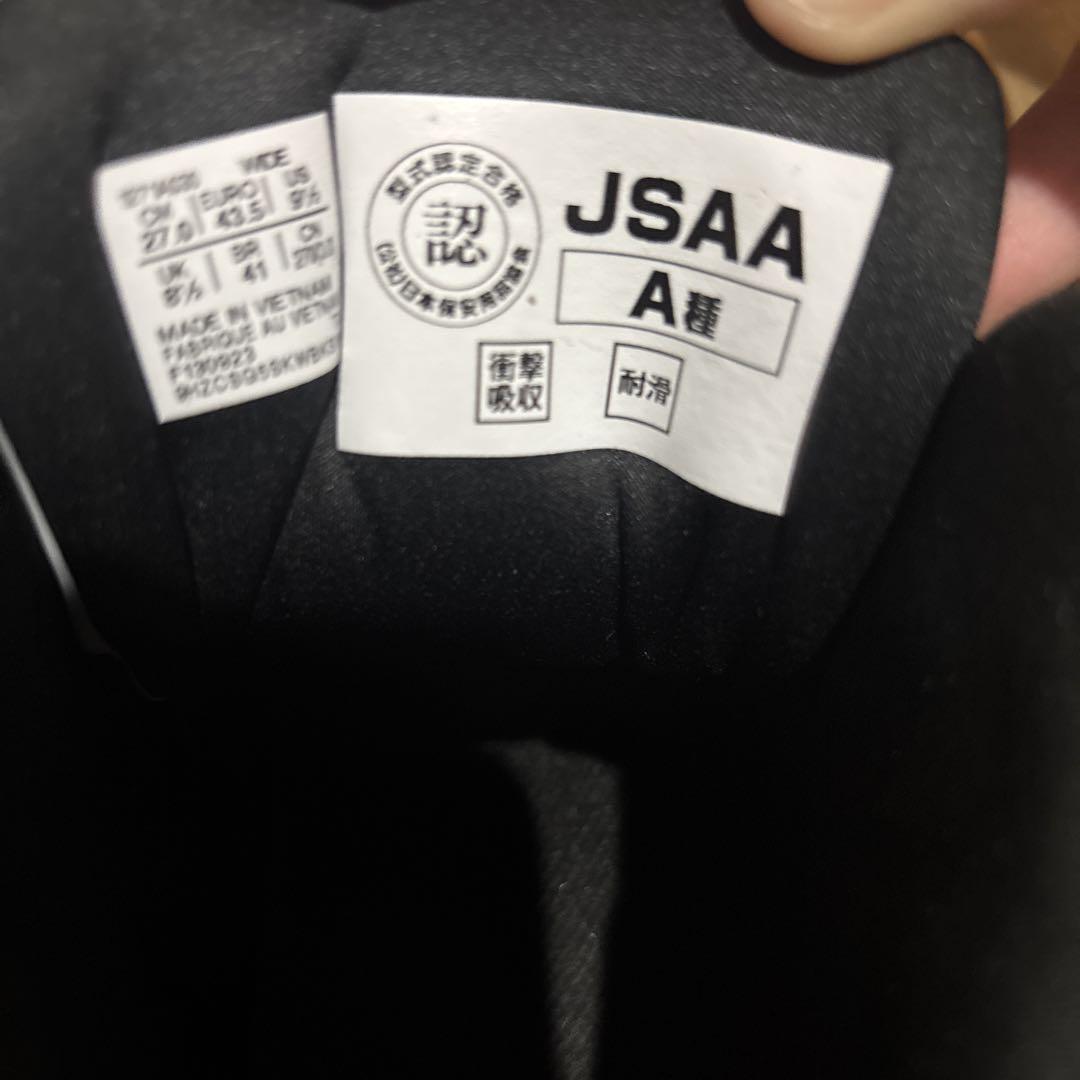 WIDE
CM EURO US
27.0 43.5 9½
UK BR CN
8½ 41
MADE IN VIETNAM
FABRIQUE AU
F130923
型式認定合格
認
(公社)日本保安用品協会
JSAA
A種
衝撃
吸収
耐滑